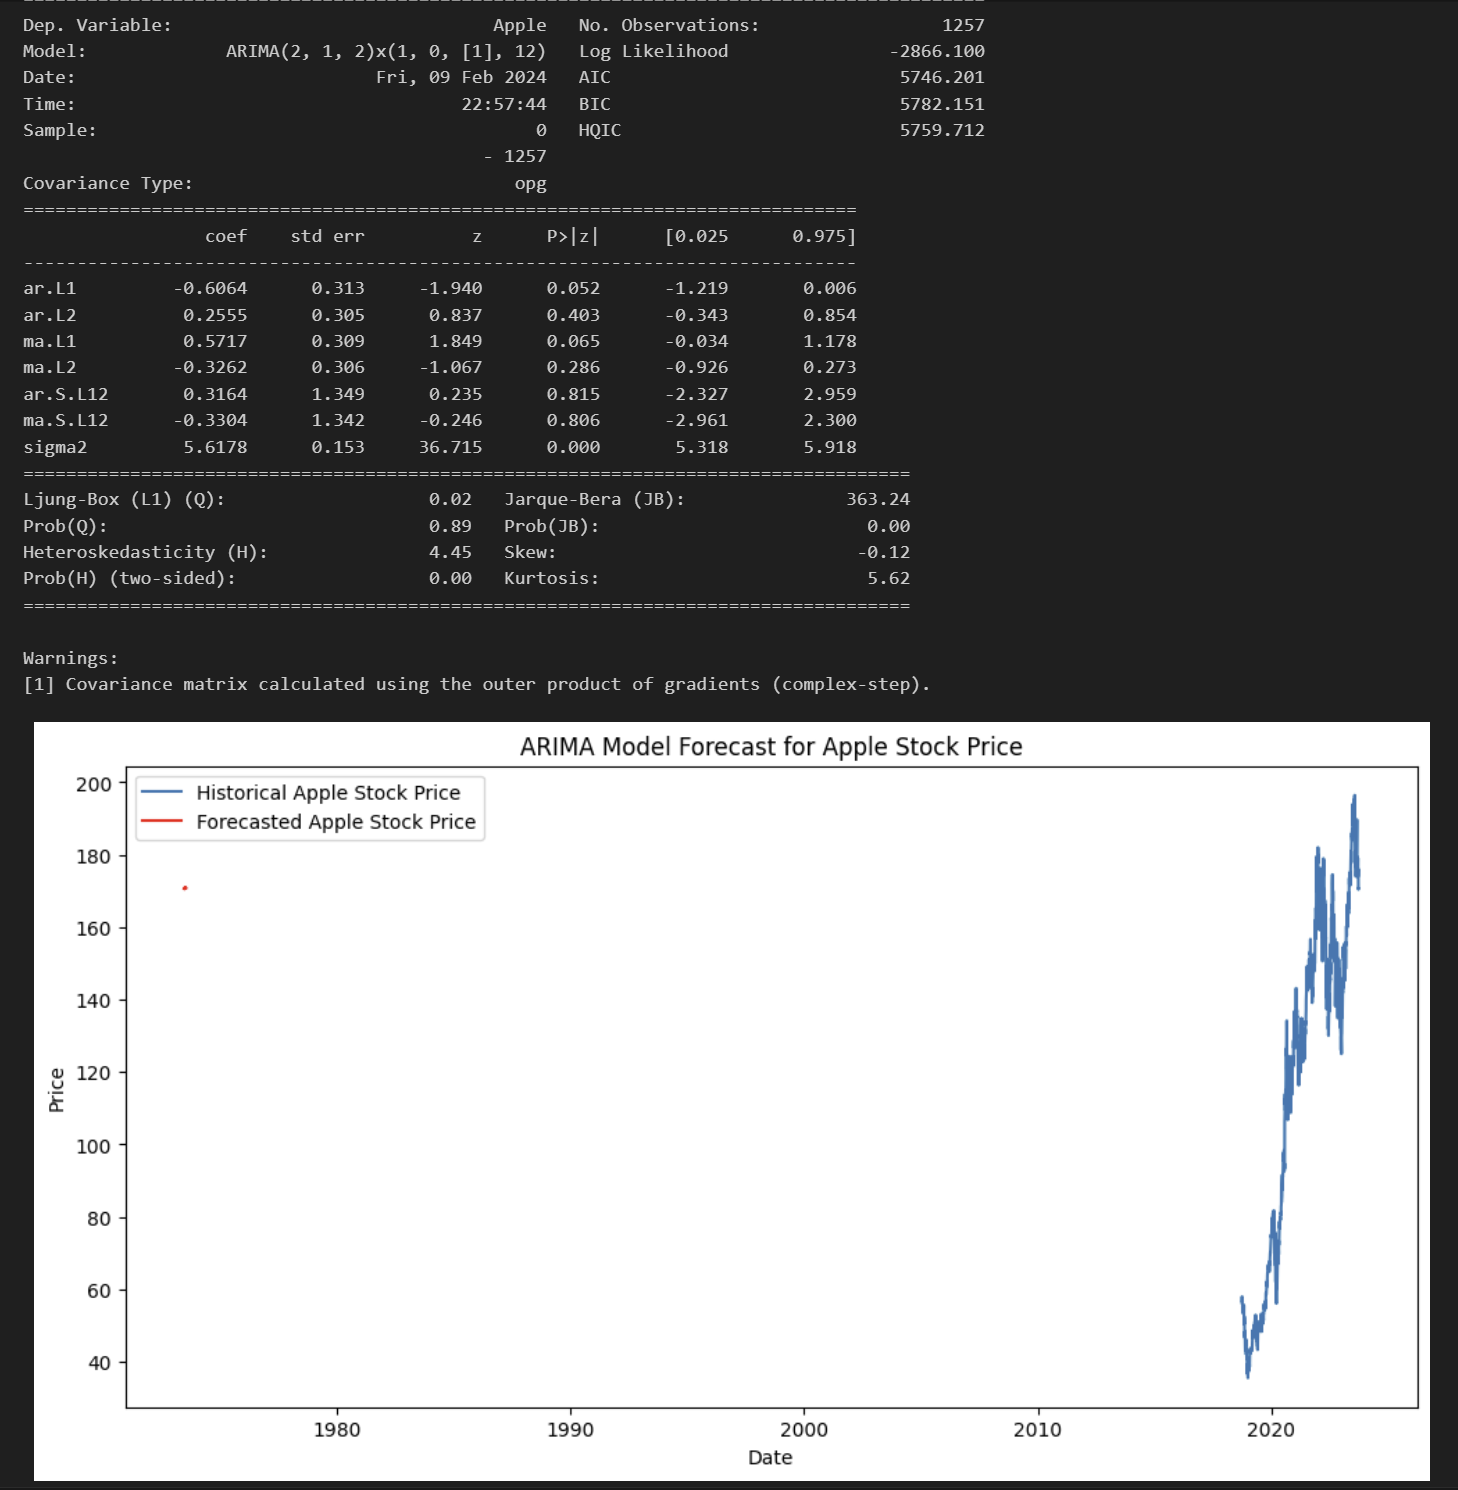 ==========================================================================================
Dep. Variable:                              Apple   No. Observations:                 1257
Model:             ARIMA(2, 1, 2)x(1, 0, [1], 12)   Log Likelihood               -2866.100
Date:                            Fri, 09 Feb 2024   AIC                           5746.201
Time:                                    22:57:44   BIC                           5782.151
Sample:                                         0   HQIC                          5759.712
                                           - 1257
Covariance Type:                              opg
==============================================================================
                 coef    std err          z      P>|z|      [0.025      0.975]
------------------------------------------------------------------------------
ar.L1         -0.6064      0.313     -1.940      0.052      -1.219       0.006
ar.L2          0.2555      0.305      0.837      0.403      -0.343       0.854
ma.L1          0.5717      0.309      1.849      0.065      -0.034       1.178
ma.L2         -0.3262      0.306     -1.067      0.286      -0.926       0.273
ar.S.L12       0.3164      1.349      0.235      0.815      -2.327       2.959
ma.S.L12      -0.3304      1.342     -0.246      0.806      -2.961       2.300
sigma2         5.6178      0.153     36.715      0.000       5.318       5.918
===================================================================================
Ljung-Box (L1) (Q):                   0.02   Jarque-Bera (JB):               363.24
Prob(Q):                              0.89   Prob(JB):                         0.00
Heteroskedasticity (H):               4.45   Skew:                            -0.12
Prob(H) (two-sided):                  0.00   Kurtosis:                         5.62
===================================================================================
Warnings:
[1] Covariance matrix calculated using the outer product of gradients (complex-step).
ARIMA Model Forecast for Apple Stock Price
Historical Apple Stock Price
Forecasted Apple Stock Price
200
180
160
140
120
100
80
60
40
Price
1980 1990 2000 2010 2020
Date